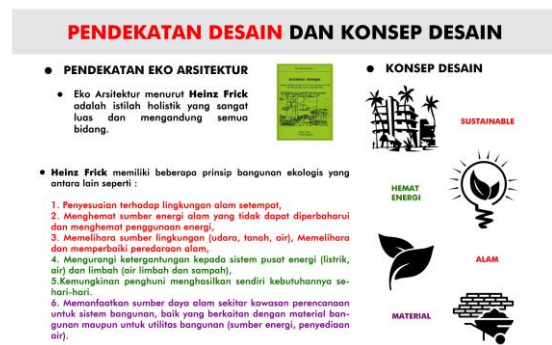 PENDEKATAN DESAIN DAN KONSEP DESAIN
PENDEKATAN EKO ARSITEKTUR
Eko Arsitektur menurut Heinz Frick
adalah istilah holistik yang sangat
luas dan mengandung semua
bidang.
Heinz Frick memiliki beberapa prinsip bangunan ekologis yang
antara lain seperti :
1. Penyesuaian terhadap lingkungan alam setempat,
2. Menghemat sumber energi alam yang tidak dapat diperbaharui
dan menghemat penggunaan energi,
3. Memelihara sumber lingkungan (udara, tanah, air), Memelihara
dan memperbaiki peredaraan alam,
4. Mengurangi ketergantungan kepada sistem pusat energi (listrik,
air) dan limbah (air limbah dan sampah),
5.Kemungkinan penghuni menghasilkan sendiri kebutuhannya se-
hari-hari.
6. Memanfaatkan sumber daya alam sekitar kawasan perencanaan
untuk sistem bangunan, baik yang berkaitan dengan material ban-
gunan maupun untuk utilitas bangunan (sumber energi, penyediaan
air).
KONSEP DESAIN
SUSTAINABLE
HEMAT
ENERGI
ALAM
MATERIAL